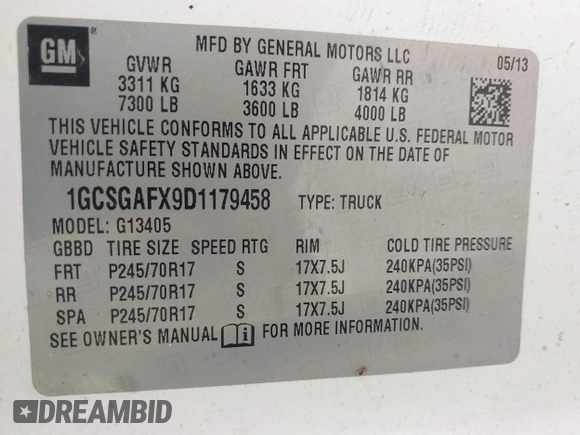 GM
MFD BY GENERAL MOTORS LLC
05/13
GVWR GAWR FRT GAWR RR
3311 KG 1633 KG 1814 KG
7300 LB 3600 LB 4000 LB
THIS VEHICLE CONFORMS TO ALL APPLICABLE U.S. FEDERAL MOTOR
VEHICLE SAFETY STANDARDS IN EFFECT ON THE DATE OF
MANUFACTURE SHOWN ABOVE.
1GCSGAFX9D1179458 TYPE: TRUCK
MODEL: G13405
GBBD TIRE SIZE SPEED RTG RIM COLD TIRE PRESSURE
FRT P245/70R17 S 17X7.5J 240KPA(35PSI)
RR P245/70R17 S 17X7.5J 240KPA(35PSI)
SPA P245/70R17 S 17X7.5J 240KPA(35PSI)
SEE OWNER'S MANUAL FOR MORE INFORMATION.
DREAMBID